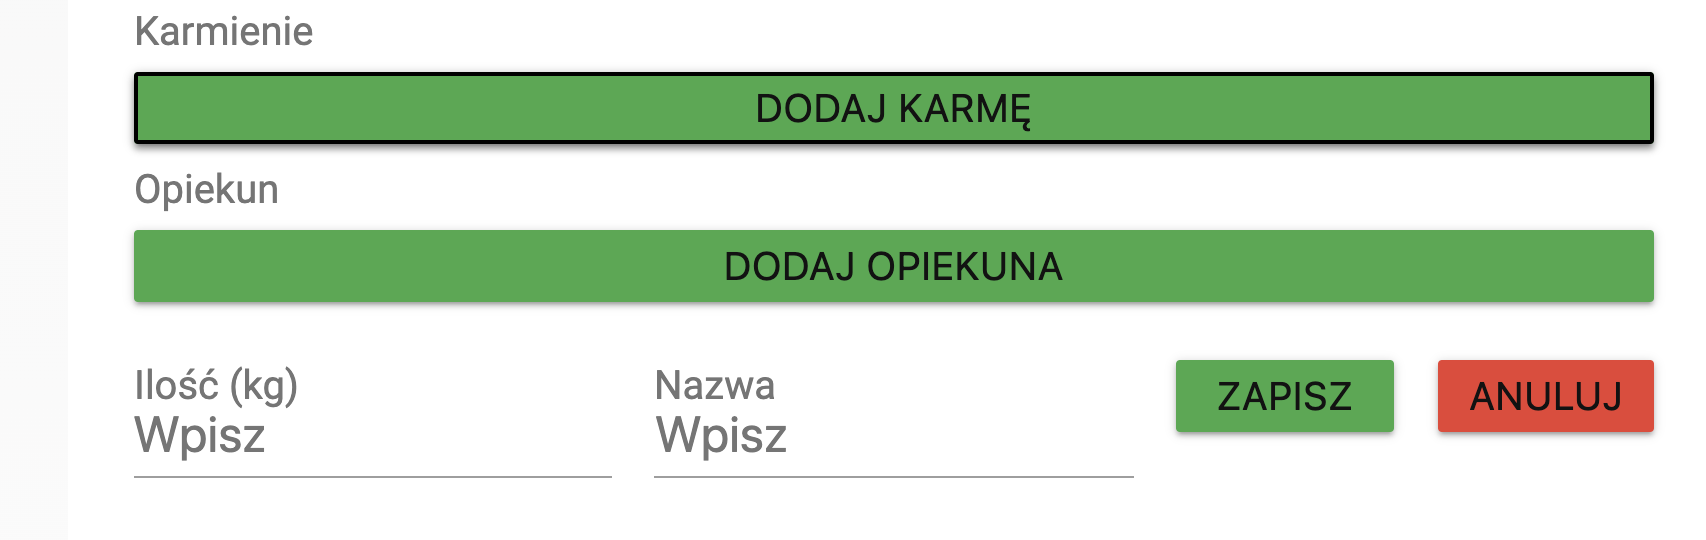 Karmienie
DODAJ KARMĘ
Opiekun
DODAJ OPIEKUNA
Ilość (kg) Nazwa ZAPISZ ANULUJ
Wpisz Wpisz